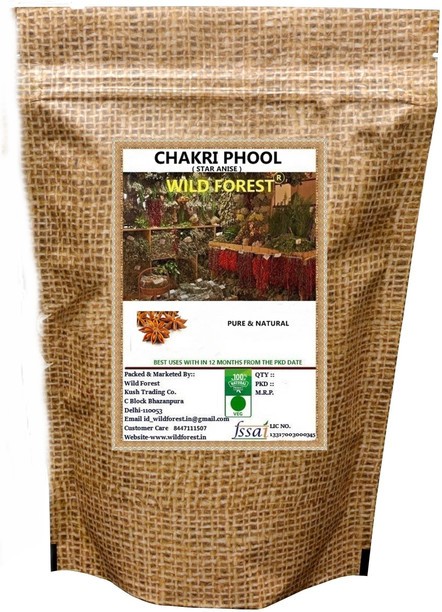 CHAKRI PHOOL
( STAR ANISE )
WILD FOREST®
PURE & NATURAL
BEST USES WITH IN 12 MONTHS FROM THE PKD DATE
Packed & Marketed By::
Wild Forest
Kush Trading Co.
C Block Bhazanpura
Delhi-110053
Email id_wildforest.in@gmail.com
Customer Care 8447111507
Website-www.wildforest.in
100%
NATURAL
VEG
QTY ::
PKD ::
M.R.P.
fssai
LIC NO.
13317003000345